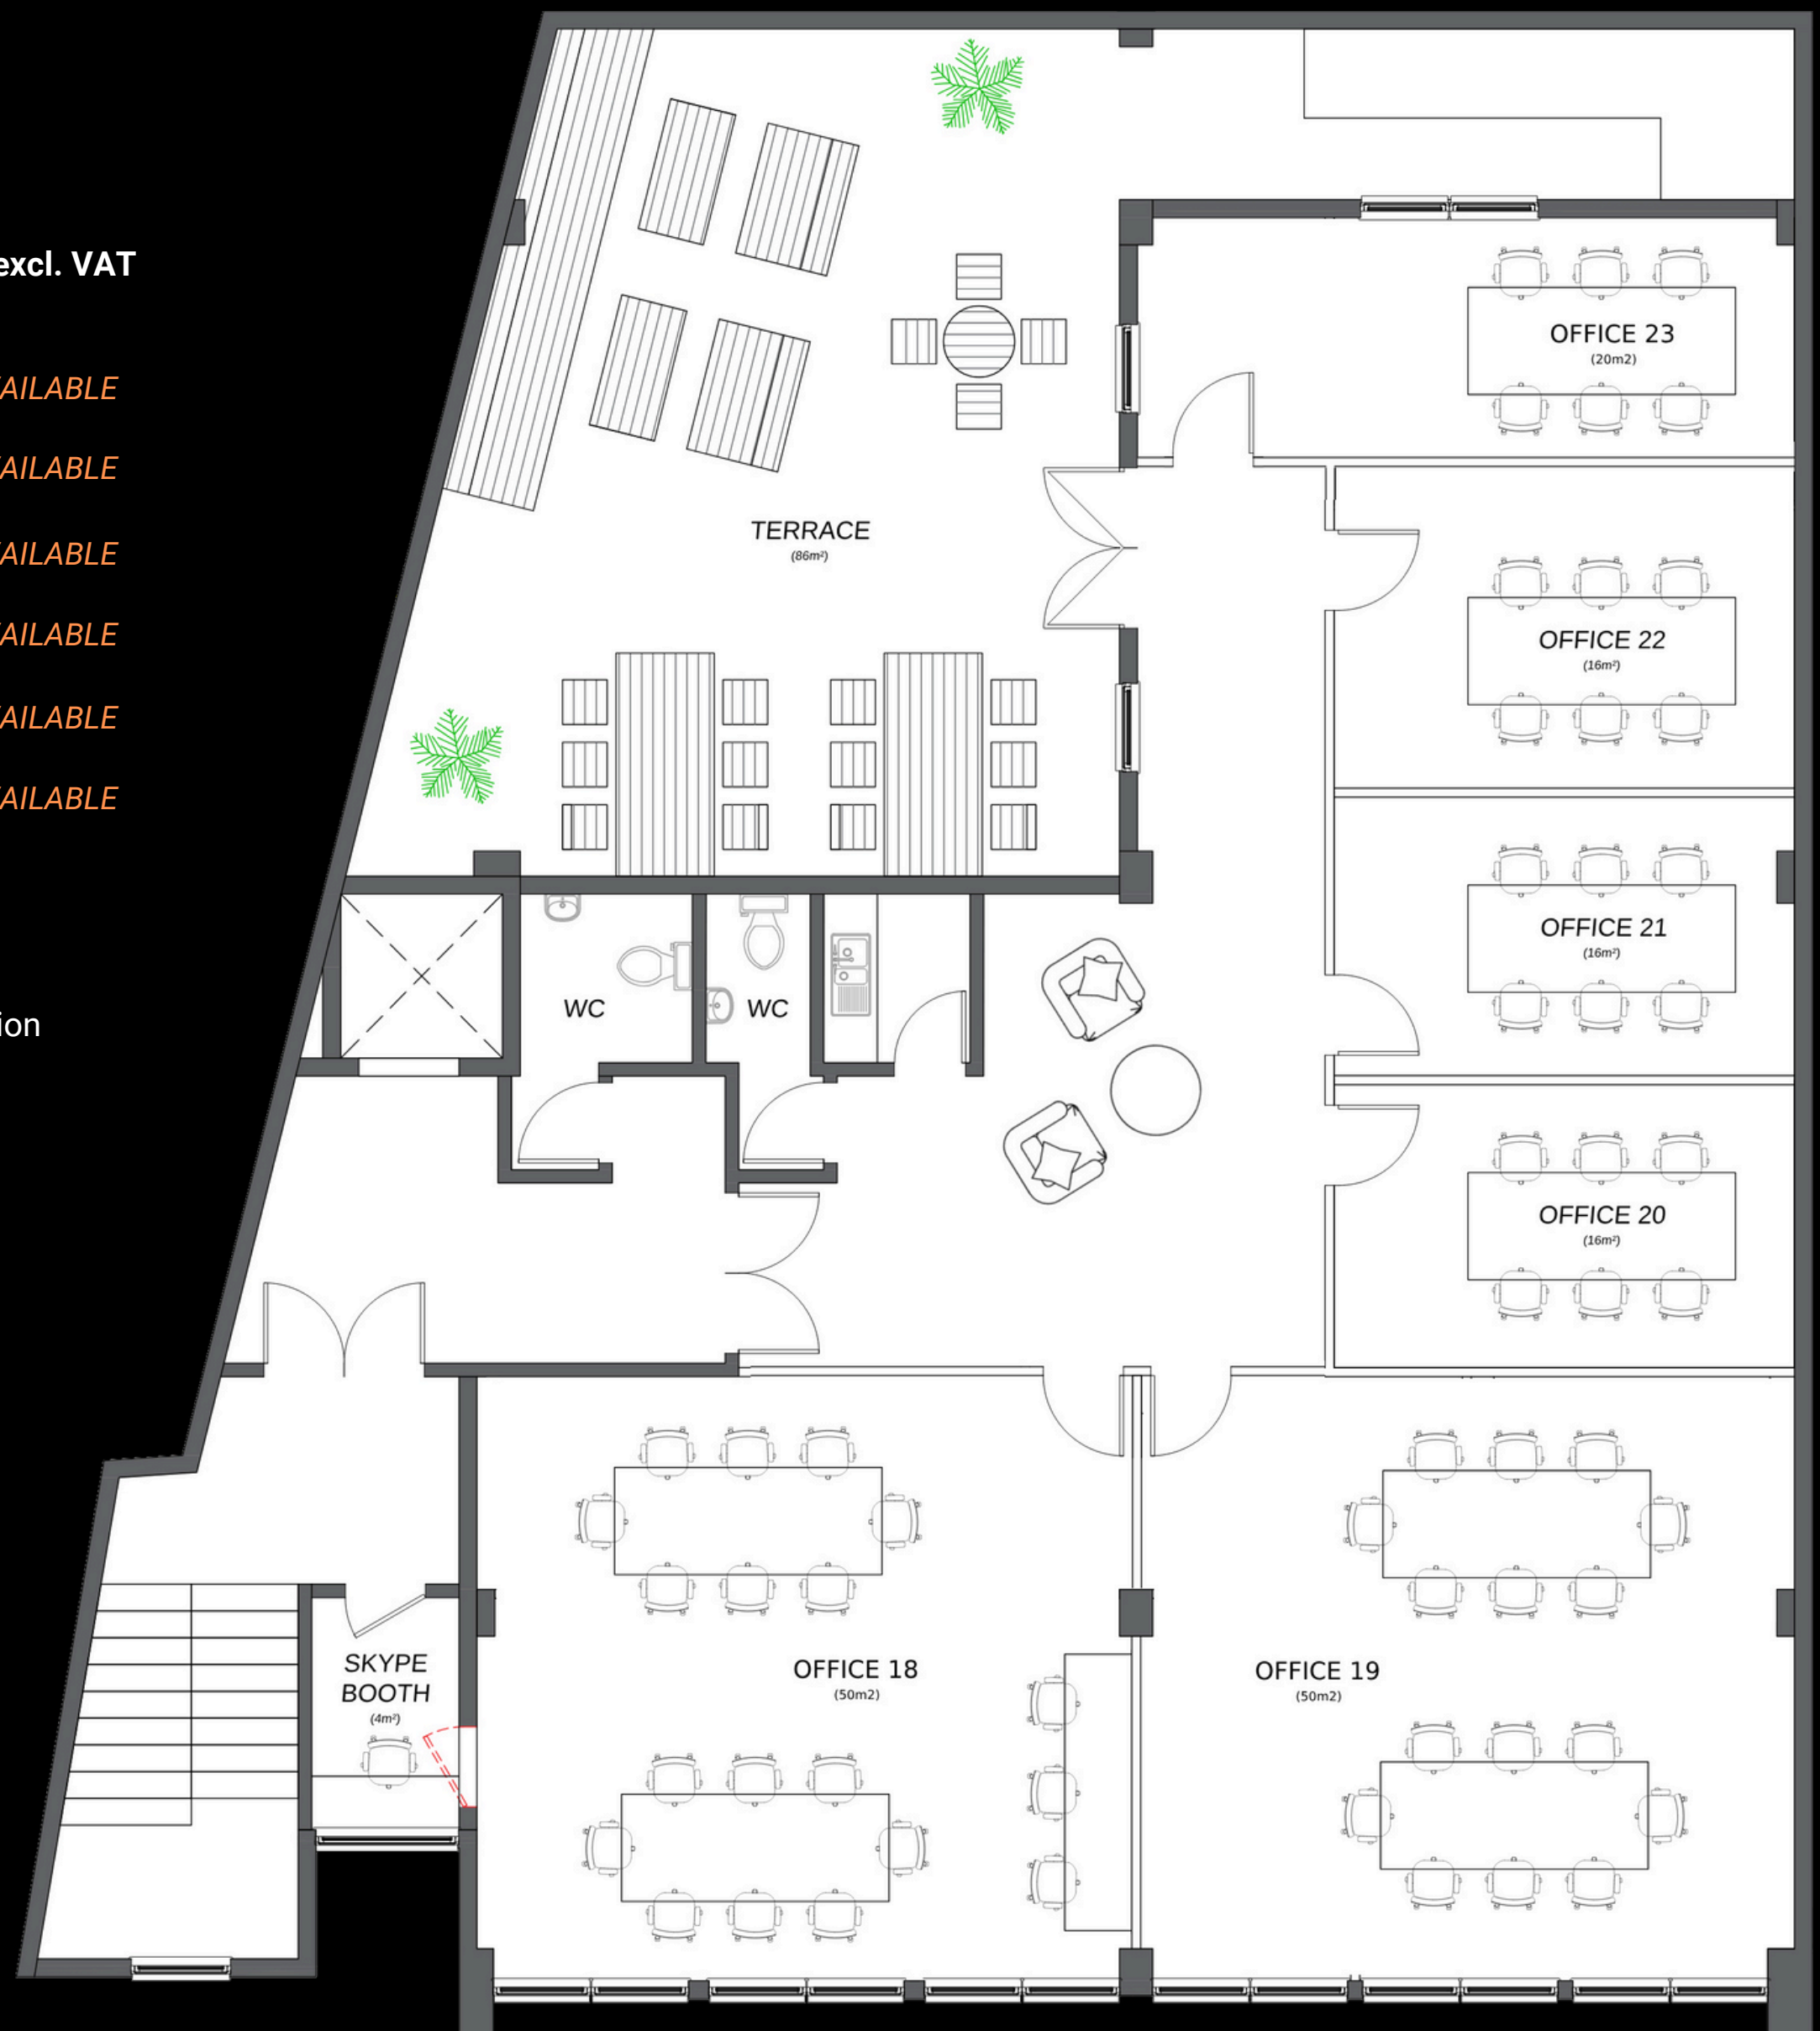 excl. VAT
AILABLE
AILABLE
AILABLE
AILABLE
AILABLE
AILABLE
ion
TERRACE
(86m²)
OFFICE 23
(20m2)
OFFICE 22
(16m²)
OFFICE 21
(16m²)
WC
WC
OFFICE 20
(16m²)
SKYPE
BOOTH
(4m²)
OFFICE 18
(50m2)
OFFICE 19
(50m2)